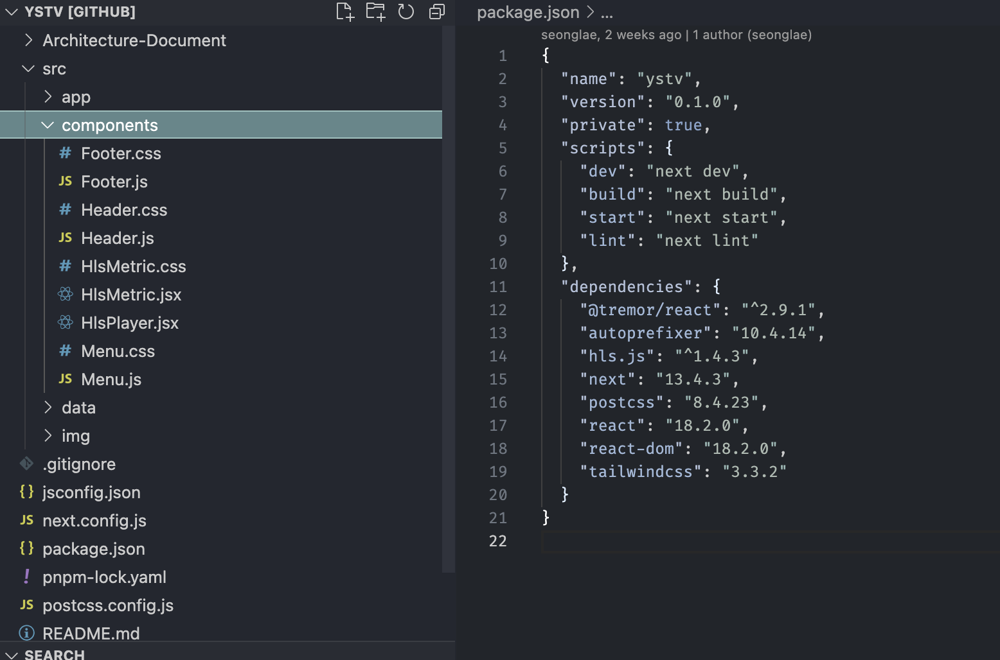 YSTV [GITHUB]
Architecture-Document
src
app
components
# Footer.css
JS Footer.js
# Header.css
JS Header.js
# HlsMetric.css
HlsMetric.jsx
HlsPlayer.jsx
# Menu.css
JS Menu.js
data
img
.gitignore
{} jsconfig.json
JS next.config.js
{} package.json
! pnpm-lock.yaml
JS postcss.config.js
README.md
SEARCH
package.json > ...
seonglae, 2 weeks ago | 1 author (seonglae)
1 {
2 "name": "ystv",
3 "version": "0.1.0",
4 "private": true,
5 "scripts": {
6 "dev": "next dev",
7 "build": "next build",
8 "start": "next start",
9 "lint": "next lint"
10 },
11 "dependencies": {
12 "@tremor/react": "^2.9.1",
13 "autoprefixer": "10.4.14",
14 "hls.js": "^1.4.3",
15 "next": "13.4.3",
16 "postcss": "8.4.23",
17 "react": "18.2.0",
18 "react-dom": "18.2.0",
19 "tailwindcss": "3.3.2"
20 }
21 }
22